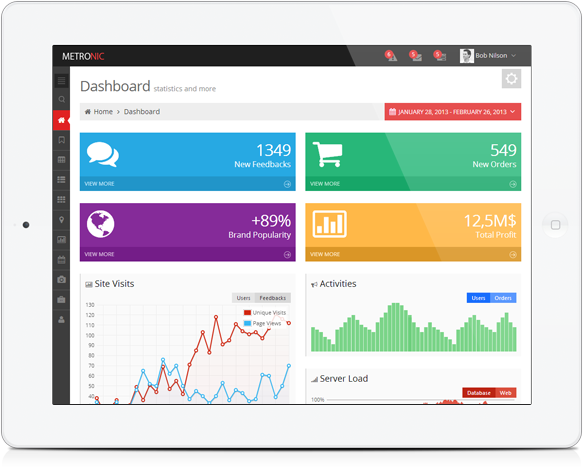 METRONIC
6
5
5
Bob Nilson
Dashboard statistics and more
Home > Dashboard
JANUARY 28, 2013 - FEBRUARY 26, 2013
1349
New Feedbacks
VIEW MORE
549
New Orders
VIEW MORE
+89%
Brand Popularity
VIEW MORE
12,5M$
Total Profit
VIEW MORE
Site Visits
Users Feedbacks
130
120
110
100
90
80
70
60
50
40
Unique Visits
Page Views
Activities
Users Orders
Server Load
Database Web
100%